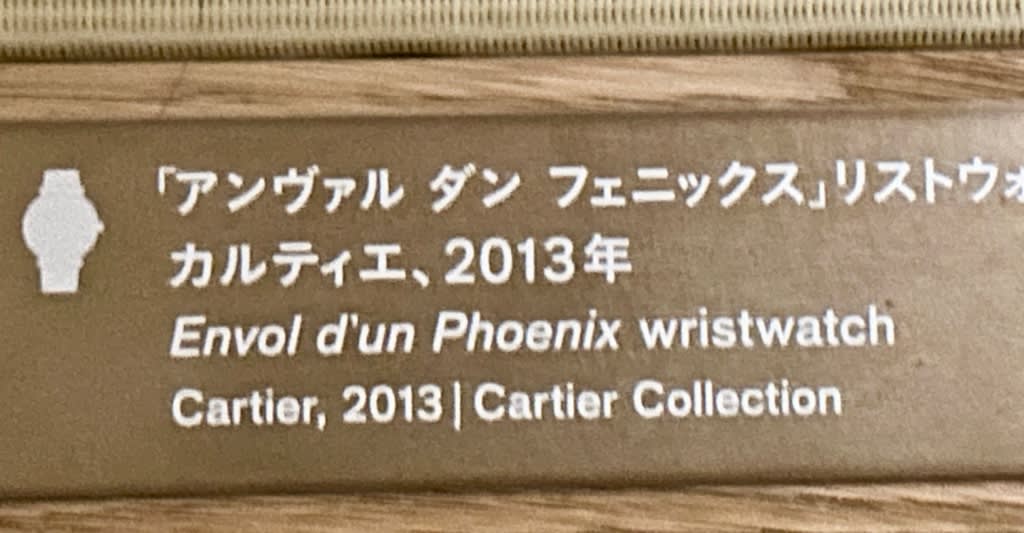 「アンヴァル ダン フェニックス」リストウォ
カルティエ、2013年
Envol d'un Phoenix wristwatch
Cartier, 2013 | Cartier Collection